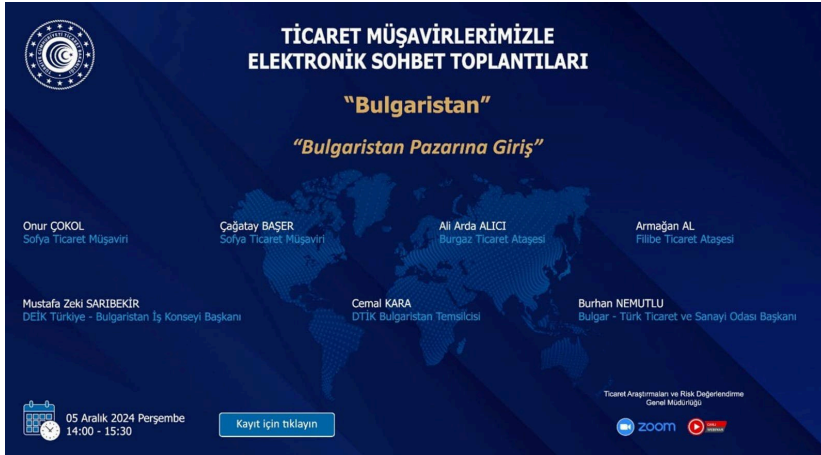 TİCARET MÜŞAVİRLERİMİZLE
ELEKTRONİK SOHBET TOPLANTILARI
“Bulgaristan”
“Bulgaristan Pazarına Giriş”
Onur ÇOKOL
Sofya Ticaret Müşaviri
Çağatay BAŞER
Sofya Ticaret Müşaviri
Ali Arda ALICI
Burgaz Ticaret Ataşesi
Armağan AL
Filibe Ticaret Ataşesi
Mustafa Zeki SARIBEKİR
DEİK Türkiye - Bulgaristan İş Konseyi Başkanı
Cemal KARA
DTİK Bulgaristan Temsilcisi
Burhan NEMUTLU
Bulgar - Türk Ticaret ve Sanayi Odası Başkanı
05 Aralık 2024 Perşembe
14:00 - 15:30
Kayıt için tıklayın
Ticaret Araştırmaları ve Risk Değerlendirme
Genel Müdürlüğü
zoom